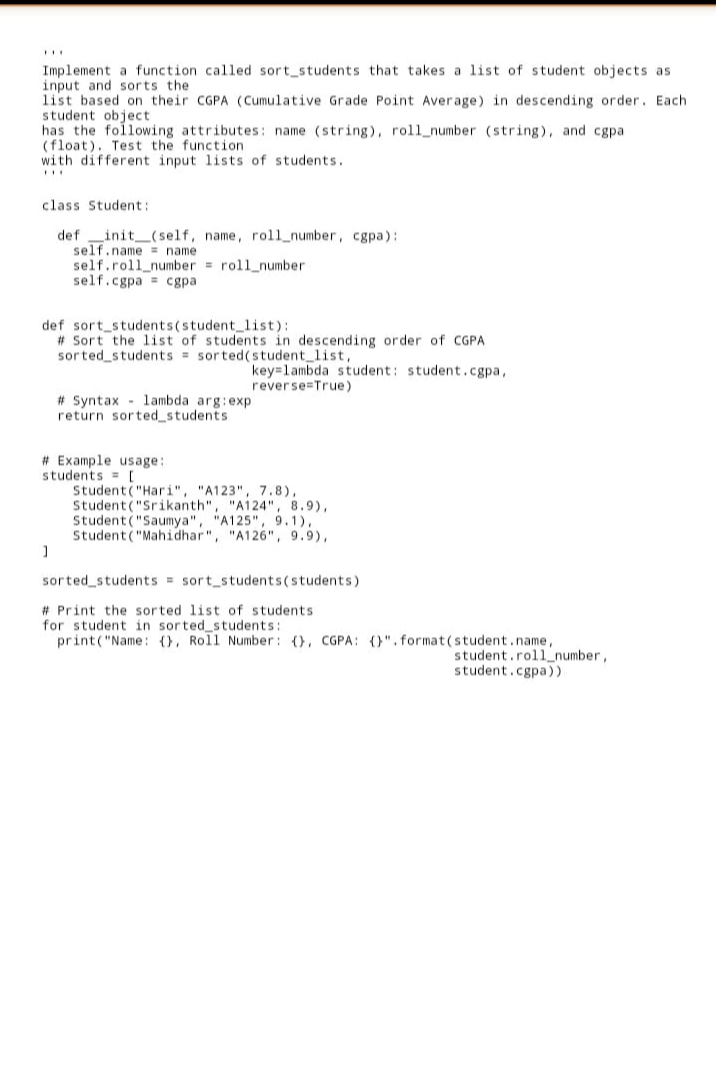 '''
Implement a function called sort_students that takes a list of student objects as
input and sorts the
list based on their CGPA (Cumulative Grade Point Average) in descending order. Each
student object
has the following attributes: name (string), roll_number (string), and cgpa
(float). Test the function
with different input lists of students.
'''
class Student:
  def __init__(self, name, roll_number, cgpa):
    self.name = name
    self.roll_number = roll_number
    self.cgpa = cgpa
def sort_students(student_list):
  # Sort the list of students in descending order of CGPA
  sorted_students = sorted(student_list,
                           key=lambda student: student.cgpa,
                           reverse=True)
  # Syntax - lambda arg:exp
  return sorted_students
# Example usage:
students = [
    Student("Hari", "A123", 7.8),
    Student("Srikanth", "A124", 8.9),
    Student("Saumya", "A125", 9.1),
    Student("Mahidhar", "A126", 9.9),
]
sorted_students = sort_students(students)
# Print the sorted list of students
for student in sorted_students:
  print("Name: {}, Roll Number: {}, CGPA: {}".format(student.name,
                                                     student.roll_number,
                                                     student.cgpa))